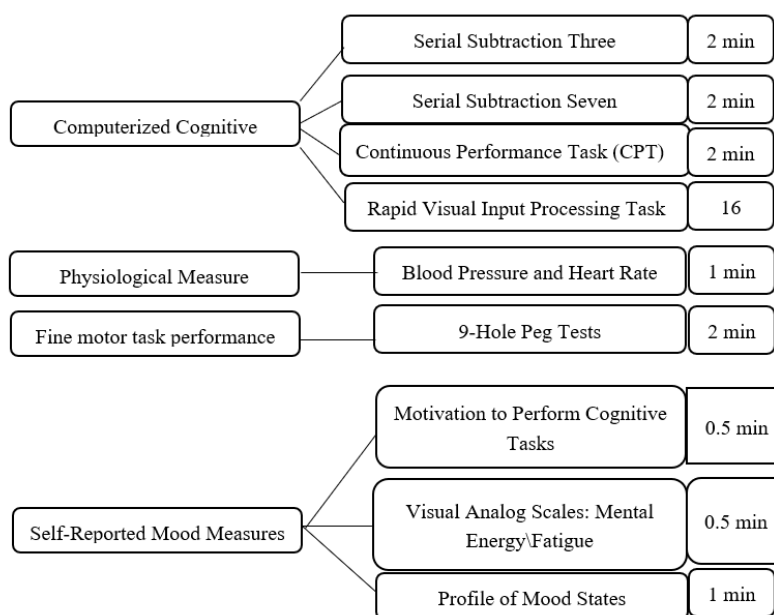 Serial Subtraction Three 2 min
Serial Subtraction Seven 2 min
Computerized Cognitive
Continuous Performance Task (CPT) 2 min
Rapid Visual Input Processing Task 16
Physiological Measure Blood Pressure and Heart Rate 1 min
Fine motor task performance 9-Hole Peg Tests 2 min
Motivation to Perform Cognitive
Tasks
0.5 min
Visual Analog Scales: Mental
Energy\Fatigue
0.5 min
Self-Reported Mood Measures
Profile of Mood States 1 min